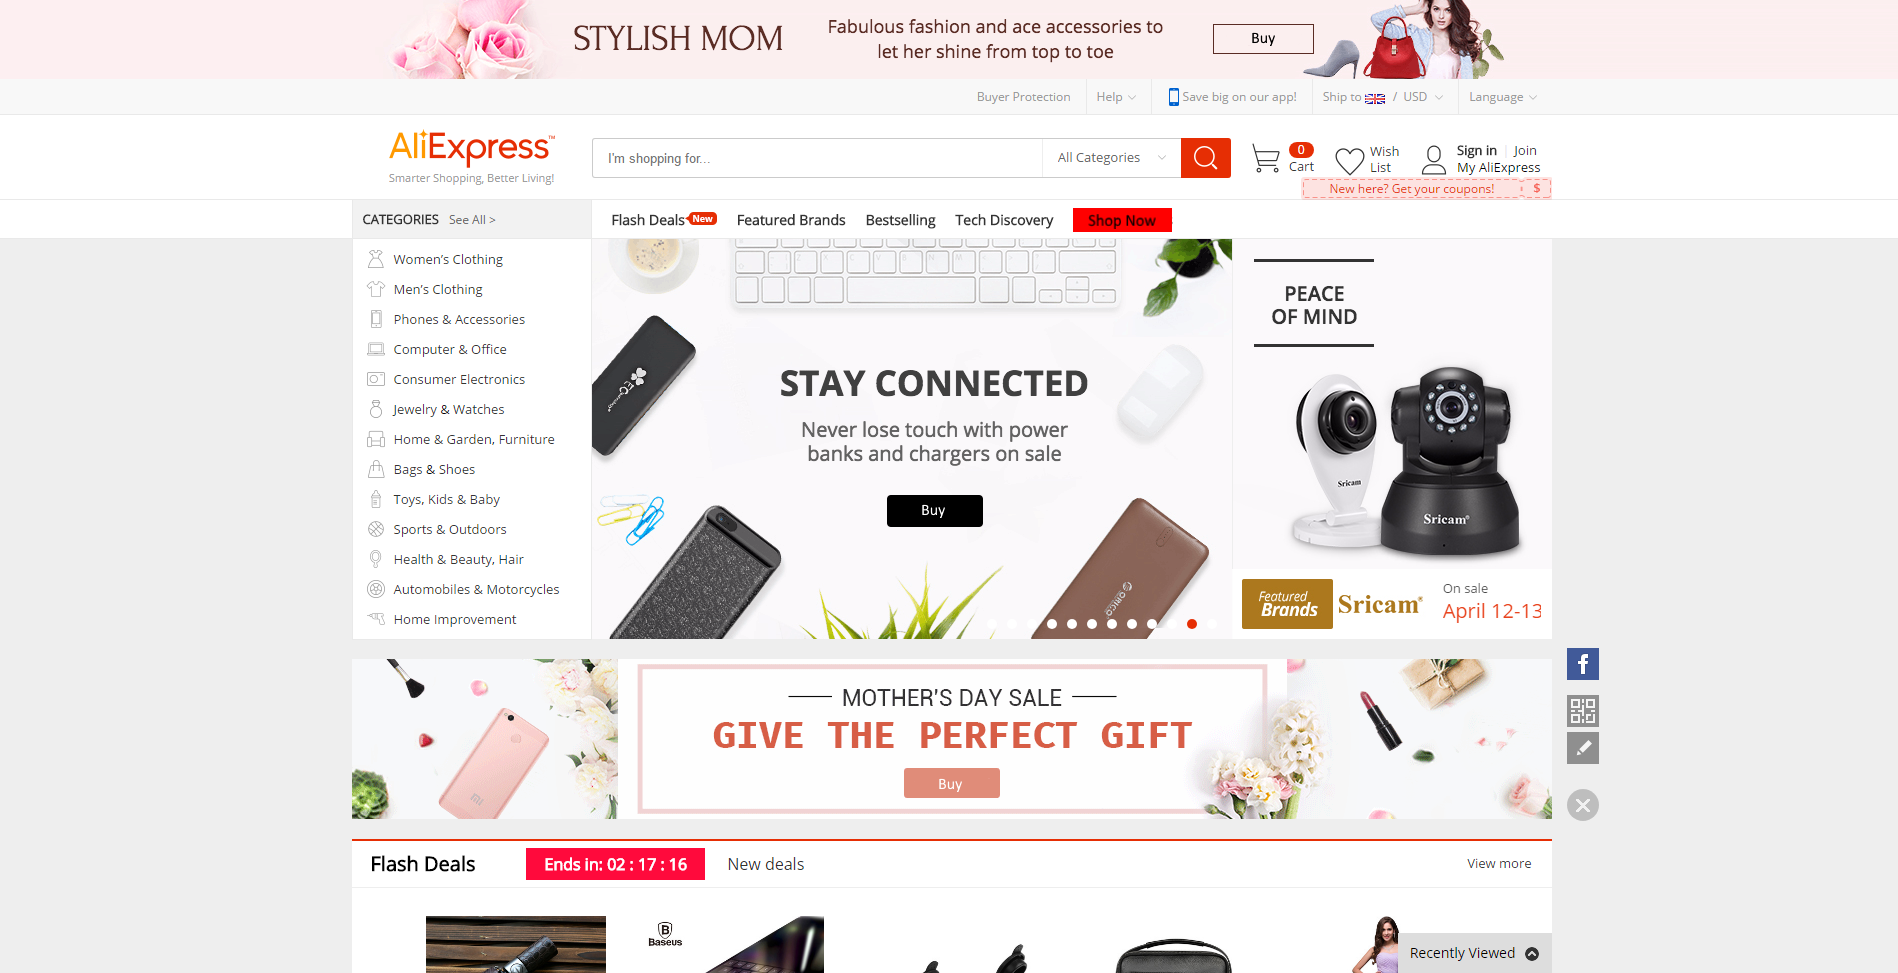 STYLISH MOM
Fabulous fashion and ace accessories to
let her shine from top to toe
Buy
Buyer Protection
Help
Save big on our app!
Ship to / USD
Language
AliExpress™
Smarter Shopping, Better Living!
I'm shopping for...
All Categories
0
Cart
Wish
List
Sign in | Join
My AliExpress
New here? Get your coupons! $
CATEGORIES See All >
Flash Deals New
Featured Brands
Bestselling
Tech Discovery
Shop Now
Women's Clothing
Men's Clothing
Phones & Accessories
Computer & Office
Consumer Electronics
Jewelry & Watches
Home & Garden, Furniture
Bags & Shoes
Toys, Kids & Baby
Sports & Outdoors
Health & Beauty, Hair
Automobiles & Motorcycles
Home Improvement
STAY CONNECTED
Never lose touch with power
banks and chargers on sale
Buy
ORICO
PEACE
OF MIND
Sricam
Sricam
Featured
Brands
Sricam®
On sale
April 12-13
MOTHER'S DAY SALE
GIVE THE PERFECT GIFT
Buy
Flash Deals
Ends in: 02 : 17 : 16
New deals
View more
Baseus
Recently Viewed